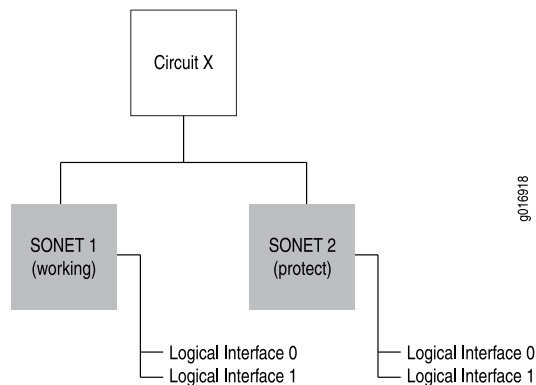 Circuit X
SONET 1
(working)
SONET 2
(protect)
Logical Interface 0
Logical Interface 1
Logical Interface 0
Logical Interface 1
g016918